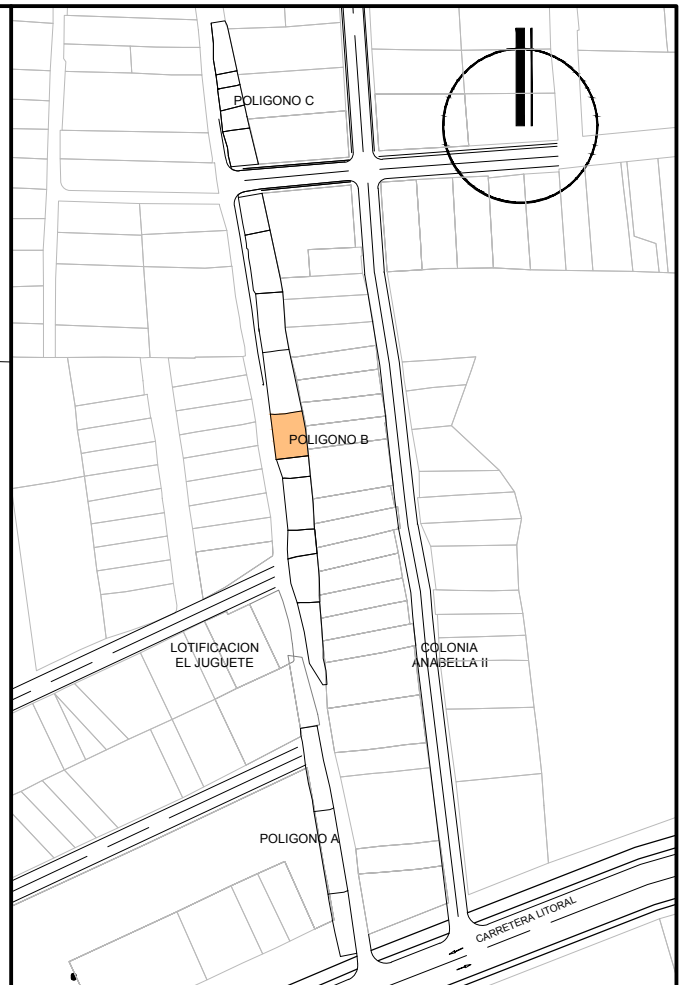 POLIGONO C
POLIGONO B
LOTIFICACION
EL JUGUETE
COLONIA
ANABELLA II
POLIGONO A
CARRETERA LITORAL